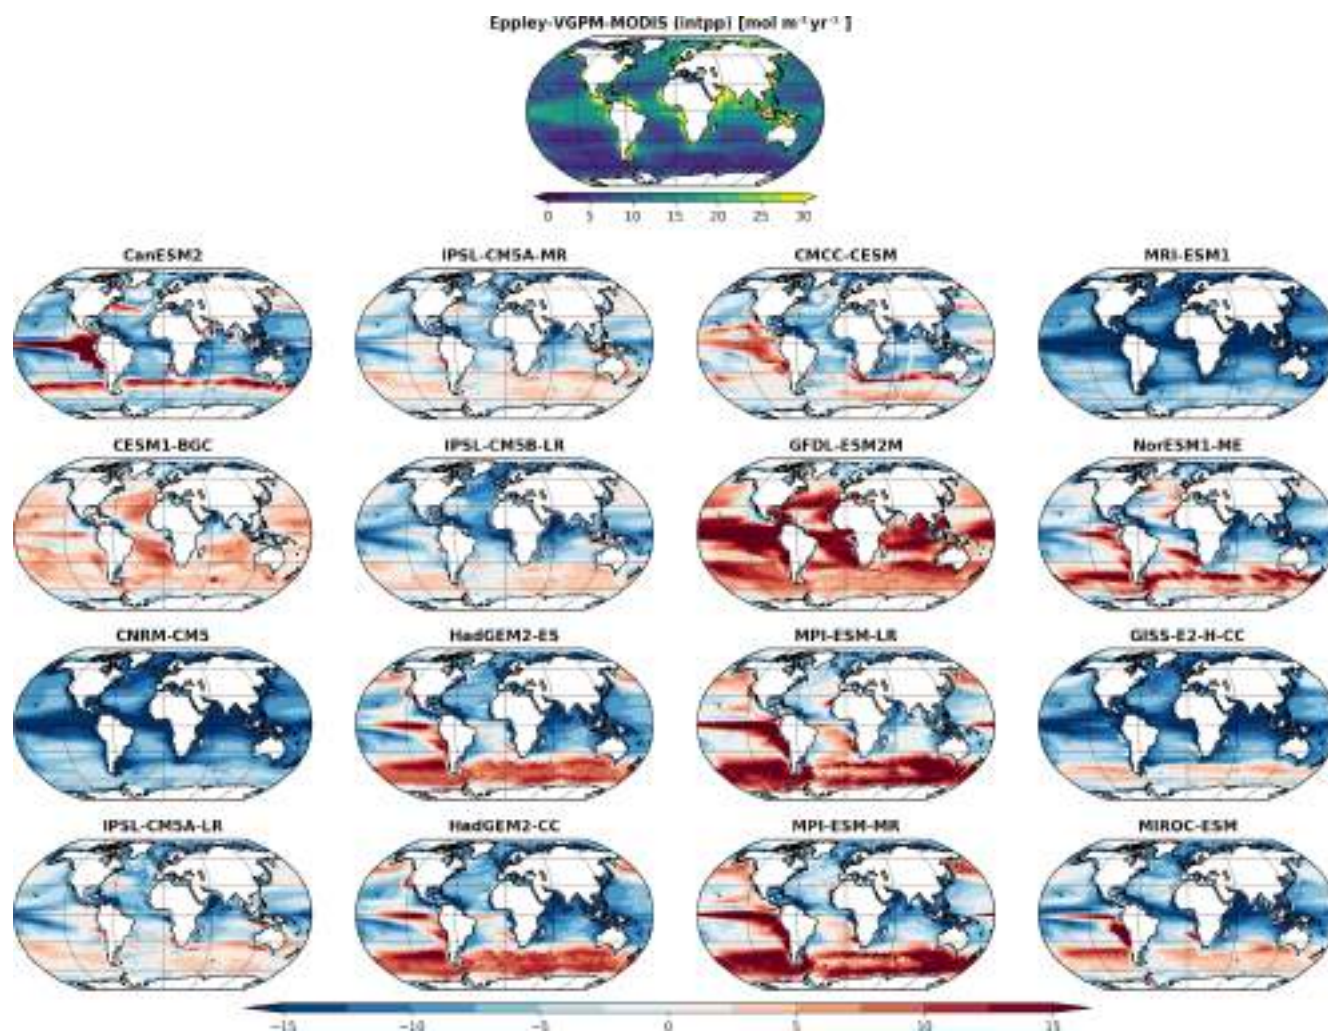 Eppley-VGPM-MODIS (intpp) [mol m⁻² yr⁻¹ ]
0 5 10 15 20 25 30
CanESM2 IPSL-CM5A-MR CMCC-CESM MRI-ESM1
CESM1-BGC IPSL-CM5B-LR GFDL-ESM2M NorESM1-ME
CNRM-CM5 HadGEM2-ES MPI-ESM-LR GISS-E2-H-CC
IPSL-CM5A-LR HadGEM2-CC MPI-ESM-MR MIROC-ESM
−15 −10 −5 0 5 10 15